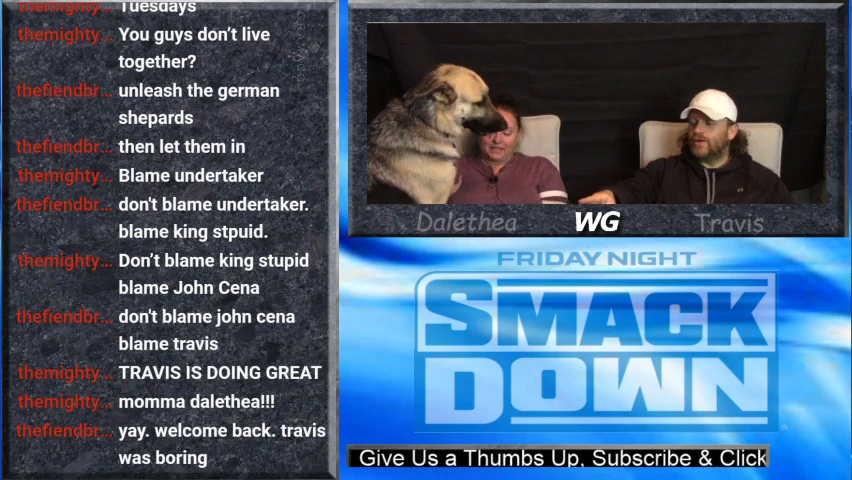 themighty... Tuesdays
themighty... You guys don't live
together?
thefiendbr... unleash the german
shepards
thefiendbr... then let them in
themighty... Blame undertaker
thefiendbr... don't blame undertaker.
blame king stpuid.
themighty... Don't blame king stupid
blame John Cena
thefiendbr... don't blame john cena
blame travis
themighty... TRAVIS IS DOING GREAT
themighty... momma dalethea!!!
thefiendbr... yay. welcome back. travis
was boring
Dalethea WG Travis
FRIDAY NIGHT
SMACK
DOWN
Give Us a Thumbs Up, Subscribe & Click